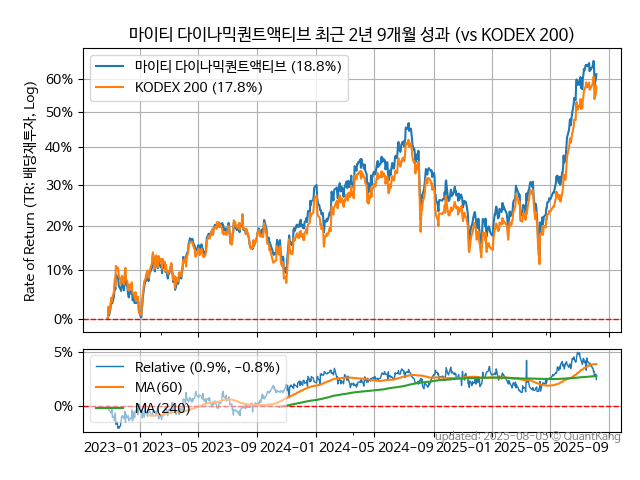 마이티 다이나믹퀀트액티브 최근 2년 9개월 성과 (vs KODEX 200)
Rate of Return (TR: 배당재투자, Log)
60%
50%
40%
30%
20%
10%
0%
마이티 다이나믹퀀트액티브 (18.8%)
KODEX 200 (17.8%)
5%
0%
Relative (0.9%, −0.8%)
MA(60)
MA(240)
2023-01 2023-05 2023-09 2024-01 2024-05 2024-09 2025-01 2025-05 2025-09
updated: 2025-08-05 © QuantKang